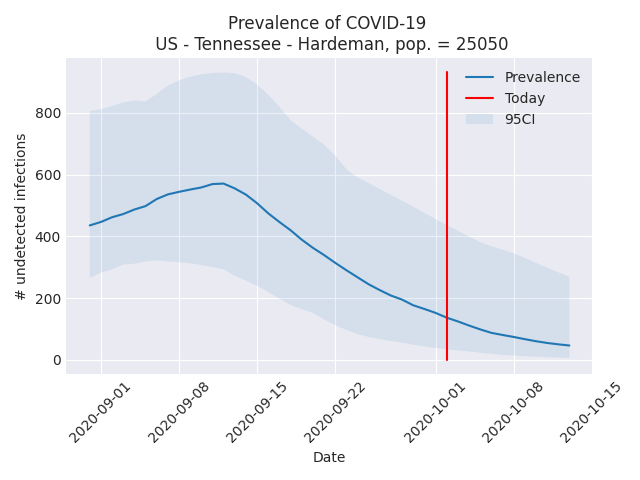 Prevalence of COVID-19
US - Tennessee - Hardeman, pop. = 25050
Prevalence
Today
95CI
# undetected infections
800
600
400
200
0
2020-09-01
2020-09-08
2020-09-15
2020-09-22
2020-10-01
2020-10-08
2020-10-15
Date